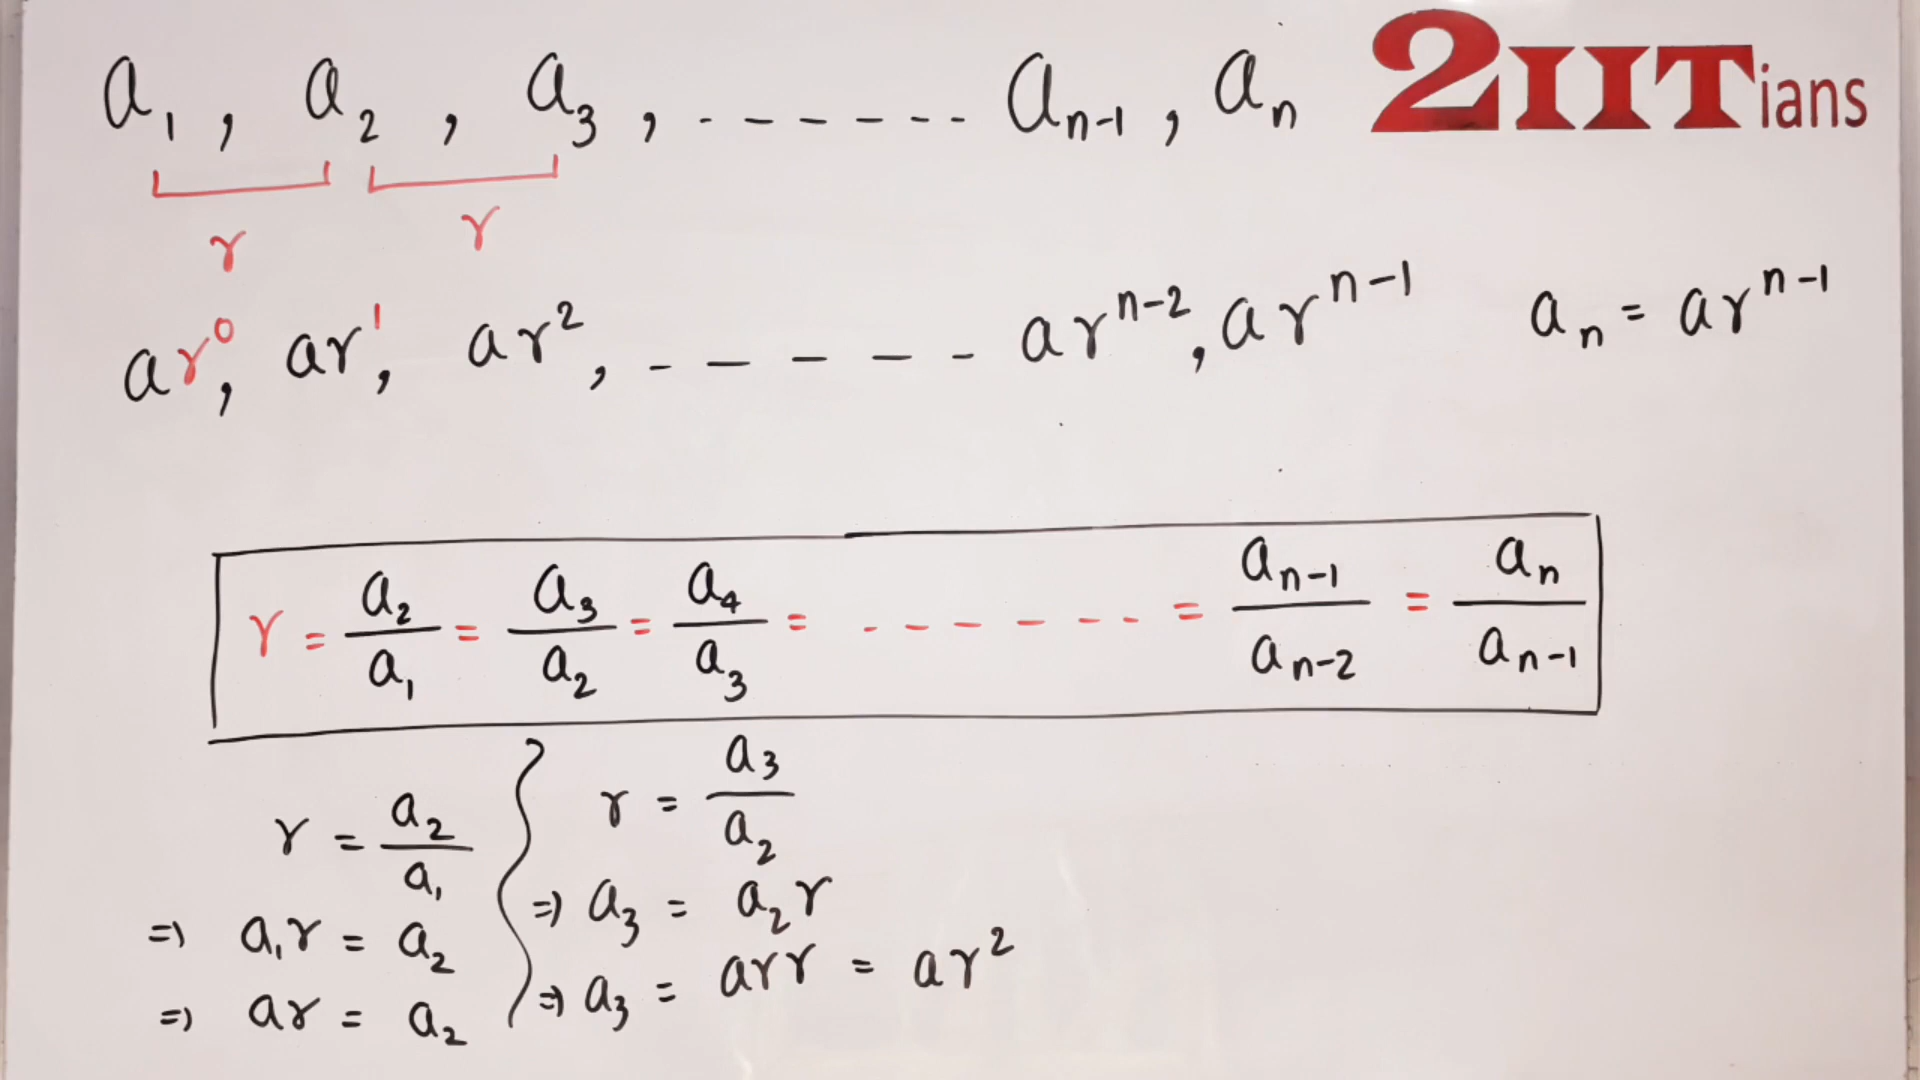 a₁, a₂, a₃, ------- aₙ₋₁, aₙ 2IITians
r r
ar⁰, ar¹, ar², ------ arⁿ⁻², arⁿ⁻¹ aₙ = arⁿ⁻¹
r = a₂/a₁ = a₃/a₂ = a₄/a₃ = ------- = aₙ₋₁/aₙ₋₂ = aₙ/aₙ₋₁
r = a₂/a₁
⇒ a₁r = a₂
⇒ ar = a₂
r = a₃/a₂
⇒ a₃ = a₂r
⇒ a₃ = arr = ar²